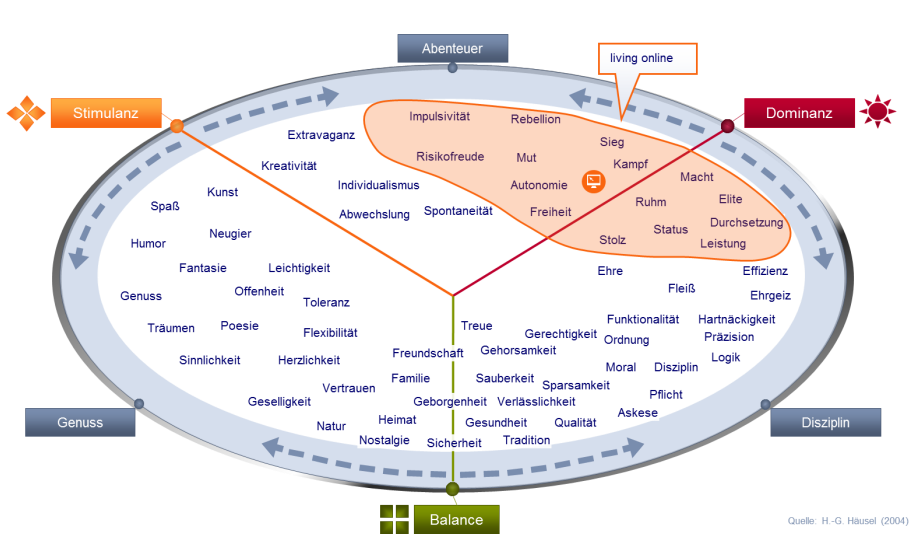 Abenteuer
living online
Stimulanz
Dominanz
Impulsivität
Rebellion
Extravaganz
Sieg
Risikofreude
Mut
Kampf
Kreativität
Macht
Individualismus
Autonomie
Kunst
Elite
Spaß
Ruhm
Abwechslung
Spontaneität
Freiheit
Durchsetzung
Neugier
Status
Humor
Stolz
Leistung
Fantasie
Leichtigkeit
Ehre
Effizienz
Offenheit
Fleiß
Genuss
Toleranz
Ehrgeiz
Träumen
Poesie
Treue
Funktionalität
Hartnäckigkeit
Flexibilität
Gerechtigkeit
Ordnung
Präzision
Sinnlichkeit
Herzlichkeit
Freundschaft
Gehorsamkeit
Logik
Moral
Disziplin
Vertrauen
Familie
Sauberkeit
Sparsamkeit
Pflicht
Geselligkeit
Geborgenheit
Verlässlichkeit
Askese
Genuss
Natur
Heimat
Gesundheit
Qualität
Disziplin
Nostalgie
Sicherheit
Tradition
Balance
Quelle: H.-G. Häusel (2004)